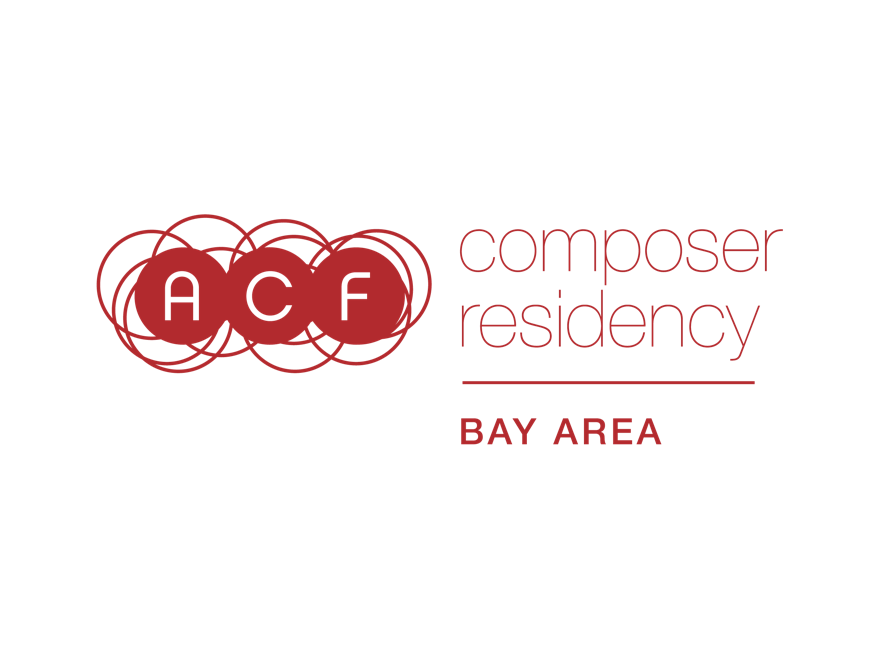 ACF
composer
residency
BAY AREA